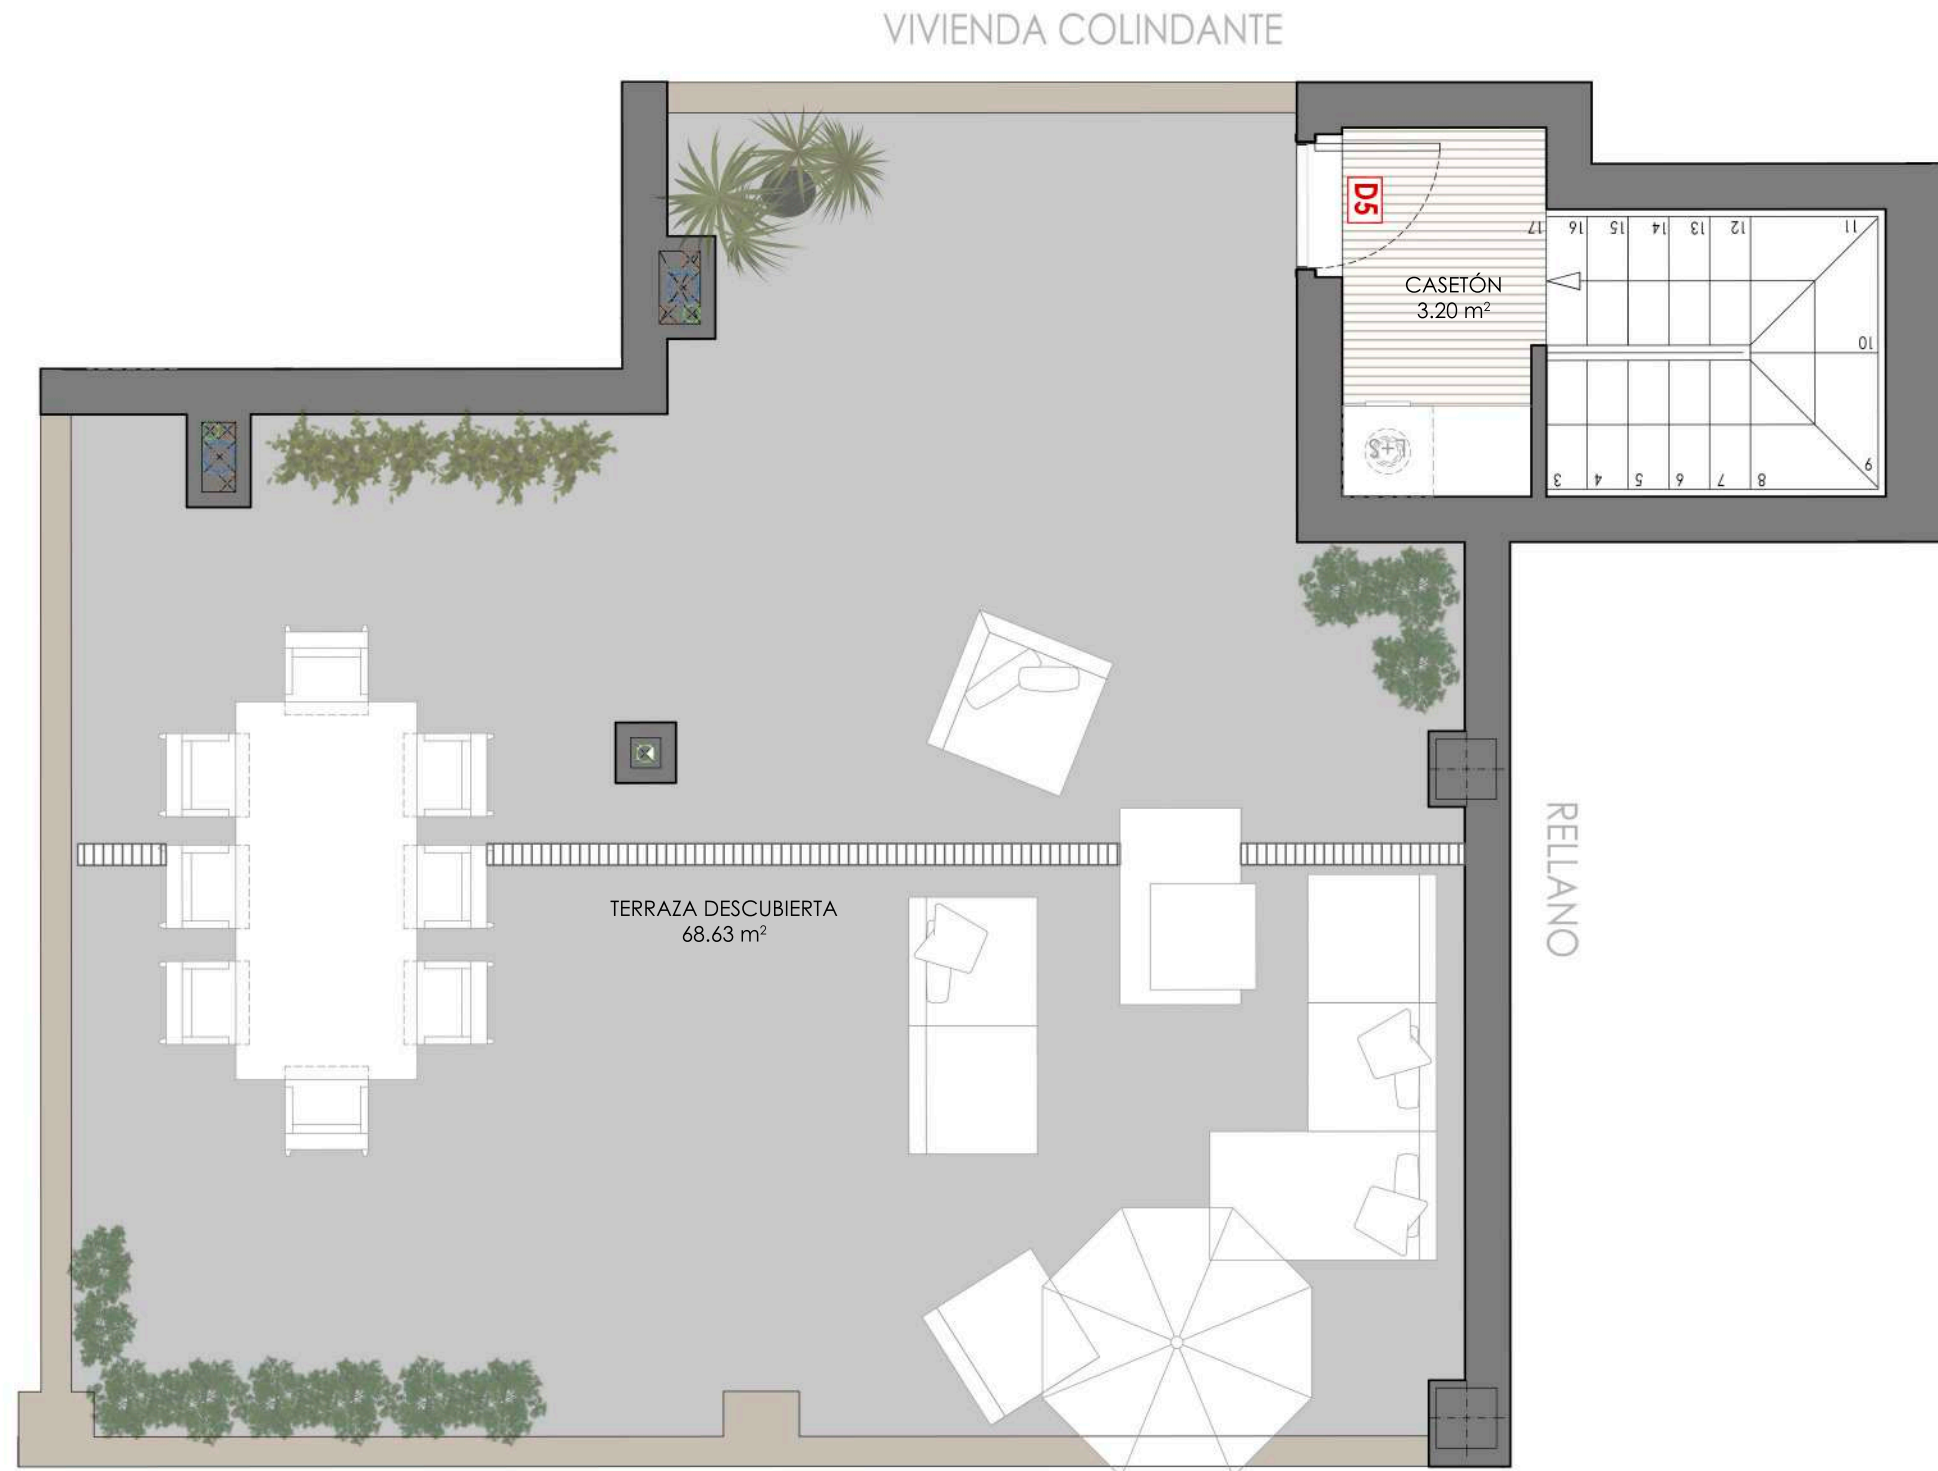 VIVIENDA COLINDANTE
D5
17 16 15 14 13 12 11
CASETÓN
3.20 m²
10
L+S
3 4 5 6 7 8 9
RELLANO
TERRAZA DESCUBIERTA
68.63 m²